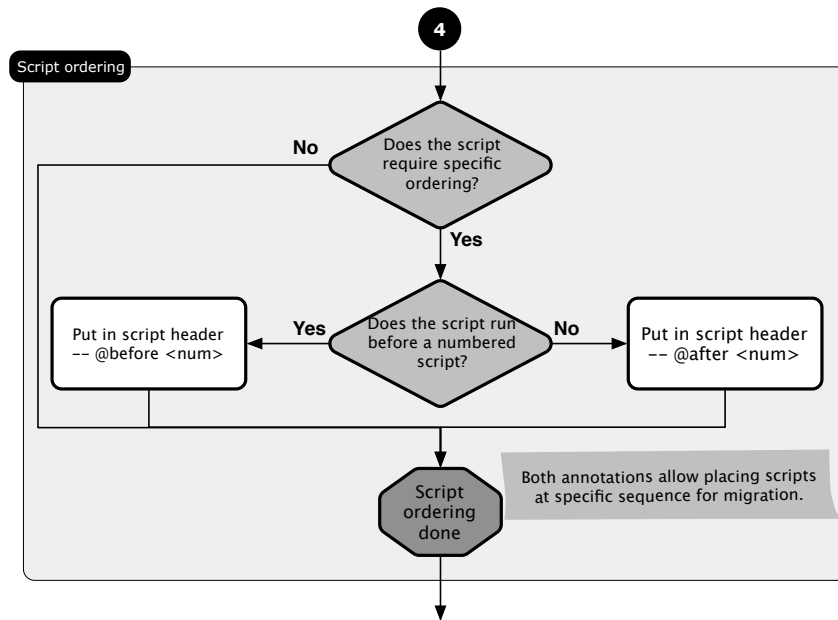 4
Script ordering
No
Does the script
require specific
ordering?
Yes
Put in script header
-- @before <num>
Yes
Does the script run
before a numbered
script?
No
Put in script header
-- @after <num>
Script
ordering
done
Both annotations allow placing scripts
at specific sequence for migration.